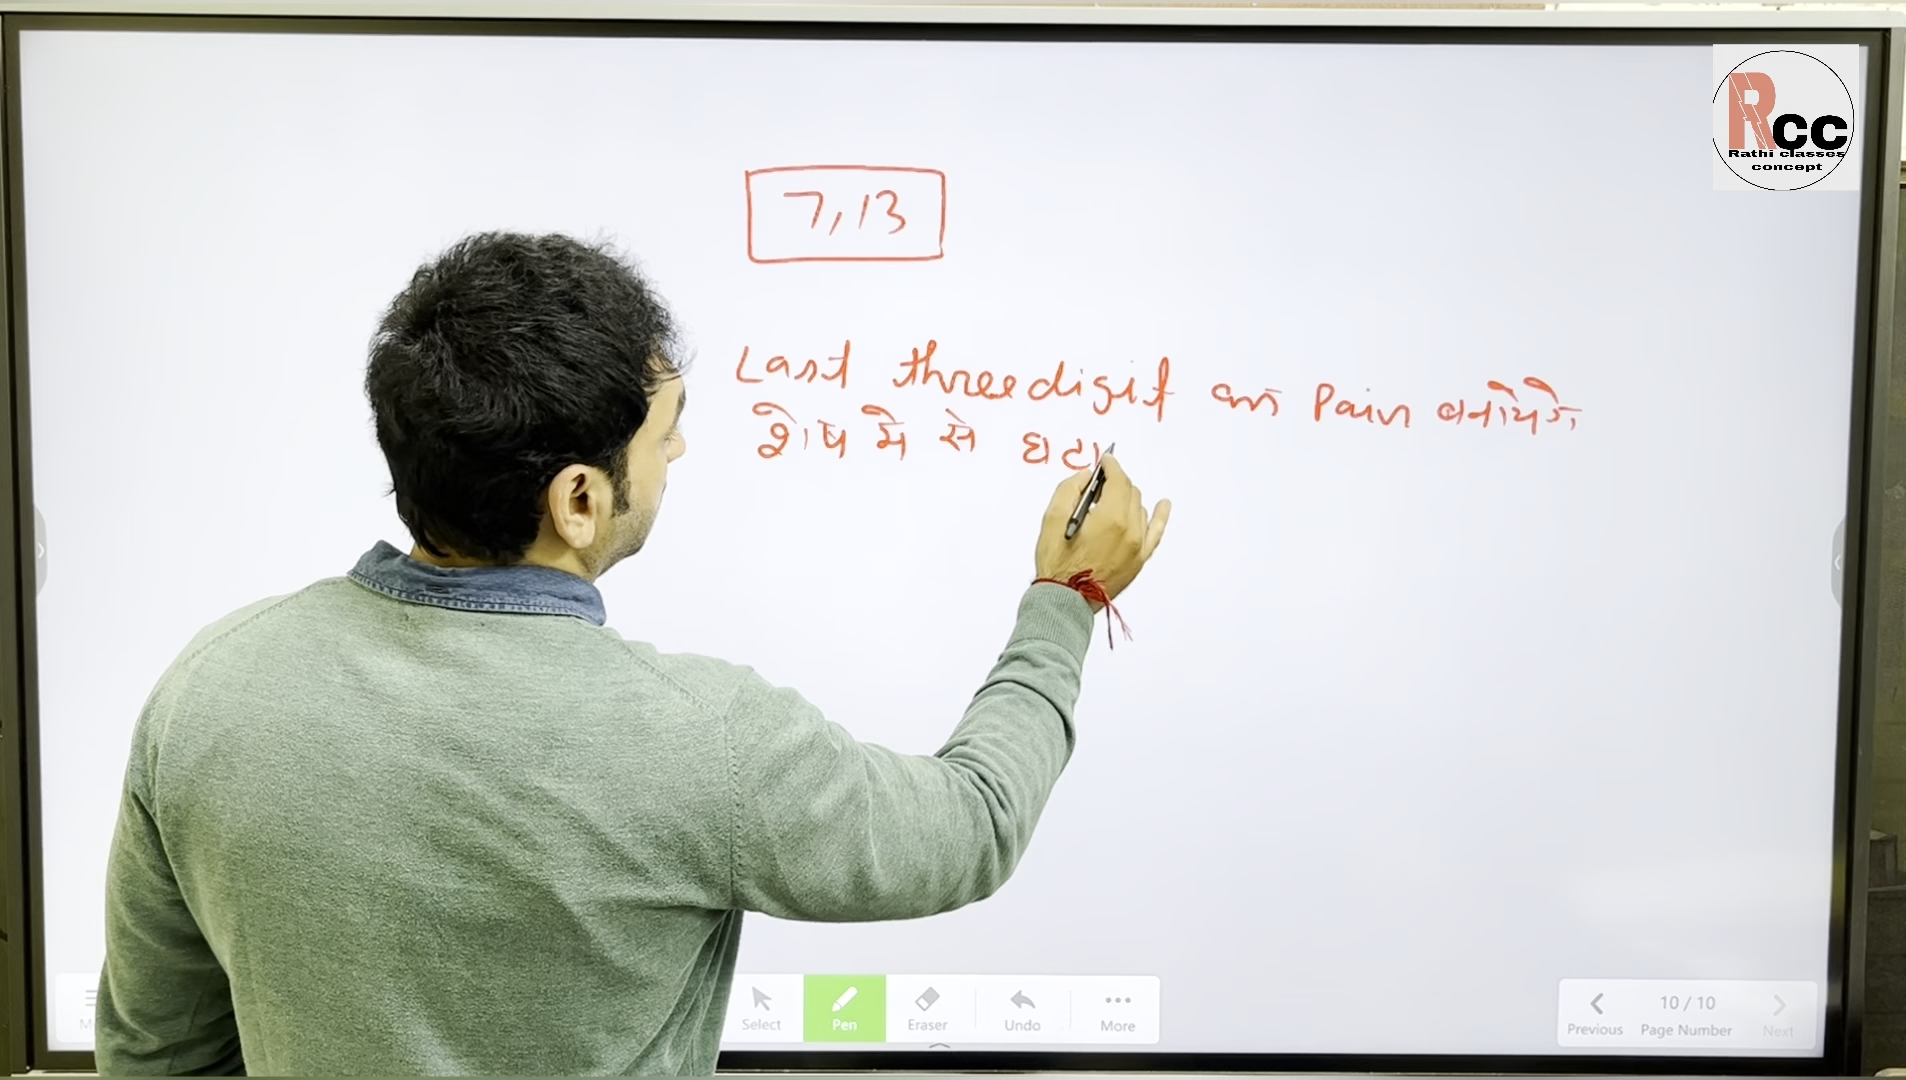 Rcc
Rathi classes
concept
7, 13
Last three digit का Pair बनायेंगे
शेष में से घटा
Select
Pen
Eraser
Undo
More
10 / 10
Previous
Page Number
Next